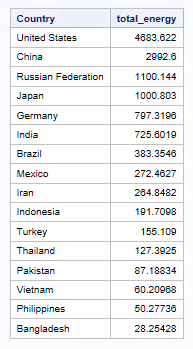 Country total_energy
United States 4683.622
China 2992.6
Russian Federation 1100.144
Japan 1000.803
Germany 797.3196
India 725.6019
Brazil 383.3546
Mexico 272.4627
Iran 264.8482
Indonesia 191.7098
Turkey 155.109
Thailand 127.3925
Pakistan 87.18834
Vietnam 60.20968
Philippines 50.27736
Bangladesh 28.25428